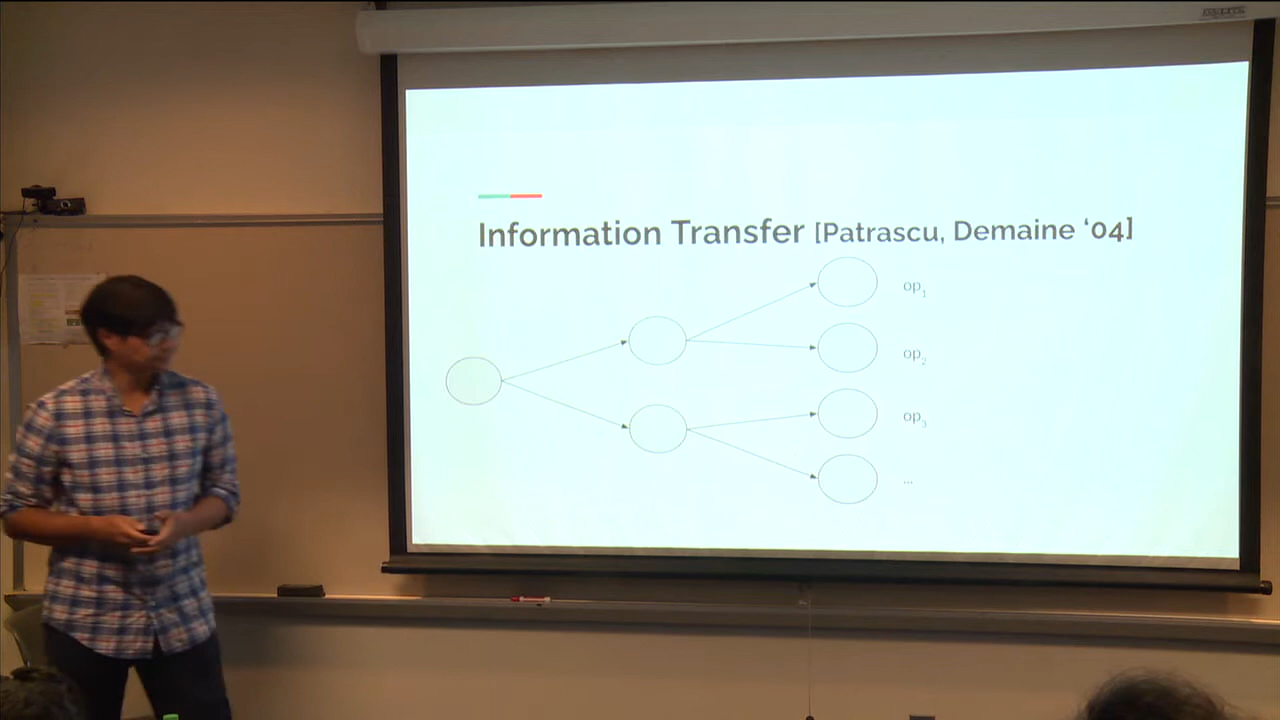 Information Transfer [Patrascu, Demaine ‘04]
op₁
op₂
op₃
...